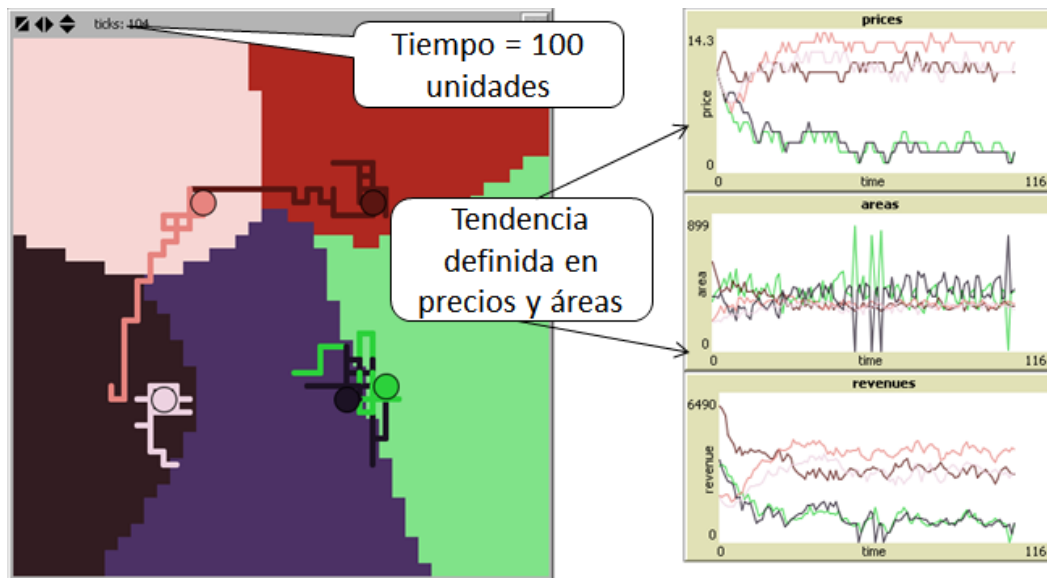 ticks: 104
Tiempo = 100
unidades
Tendencia
definida en
precios y áreas
prices
14.3
price
0
0
time
116
areas
899
area
0
0
time
116
revenues
6490
revenue
0
0
time
116